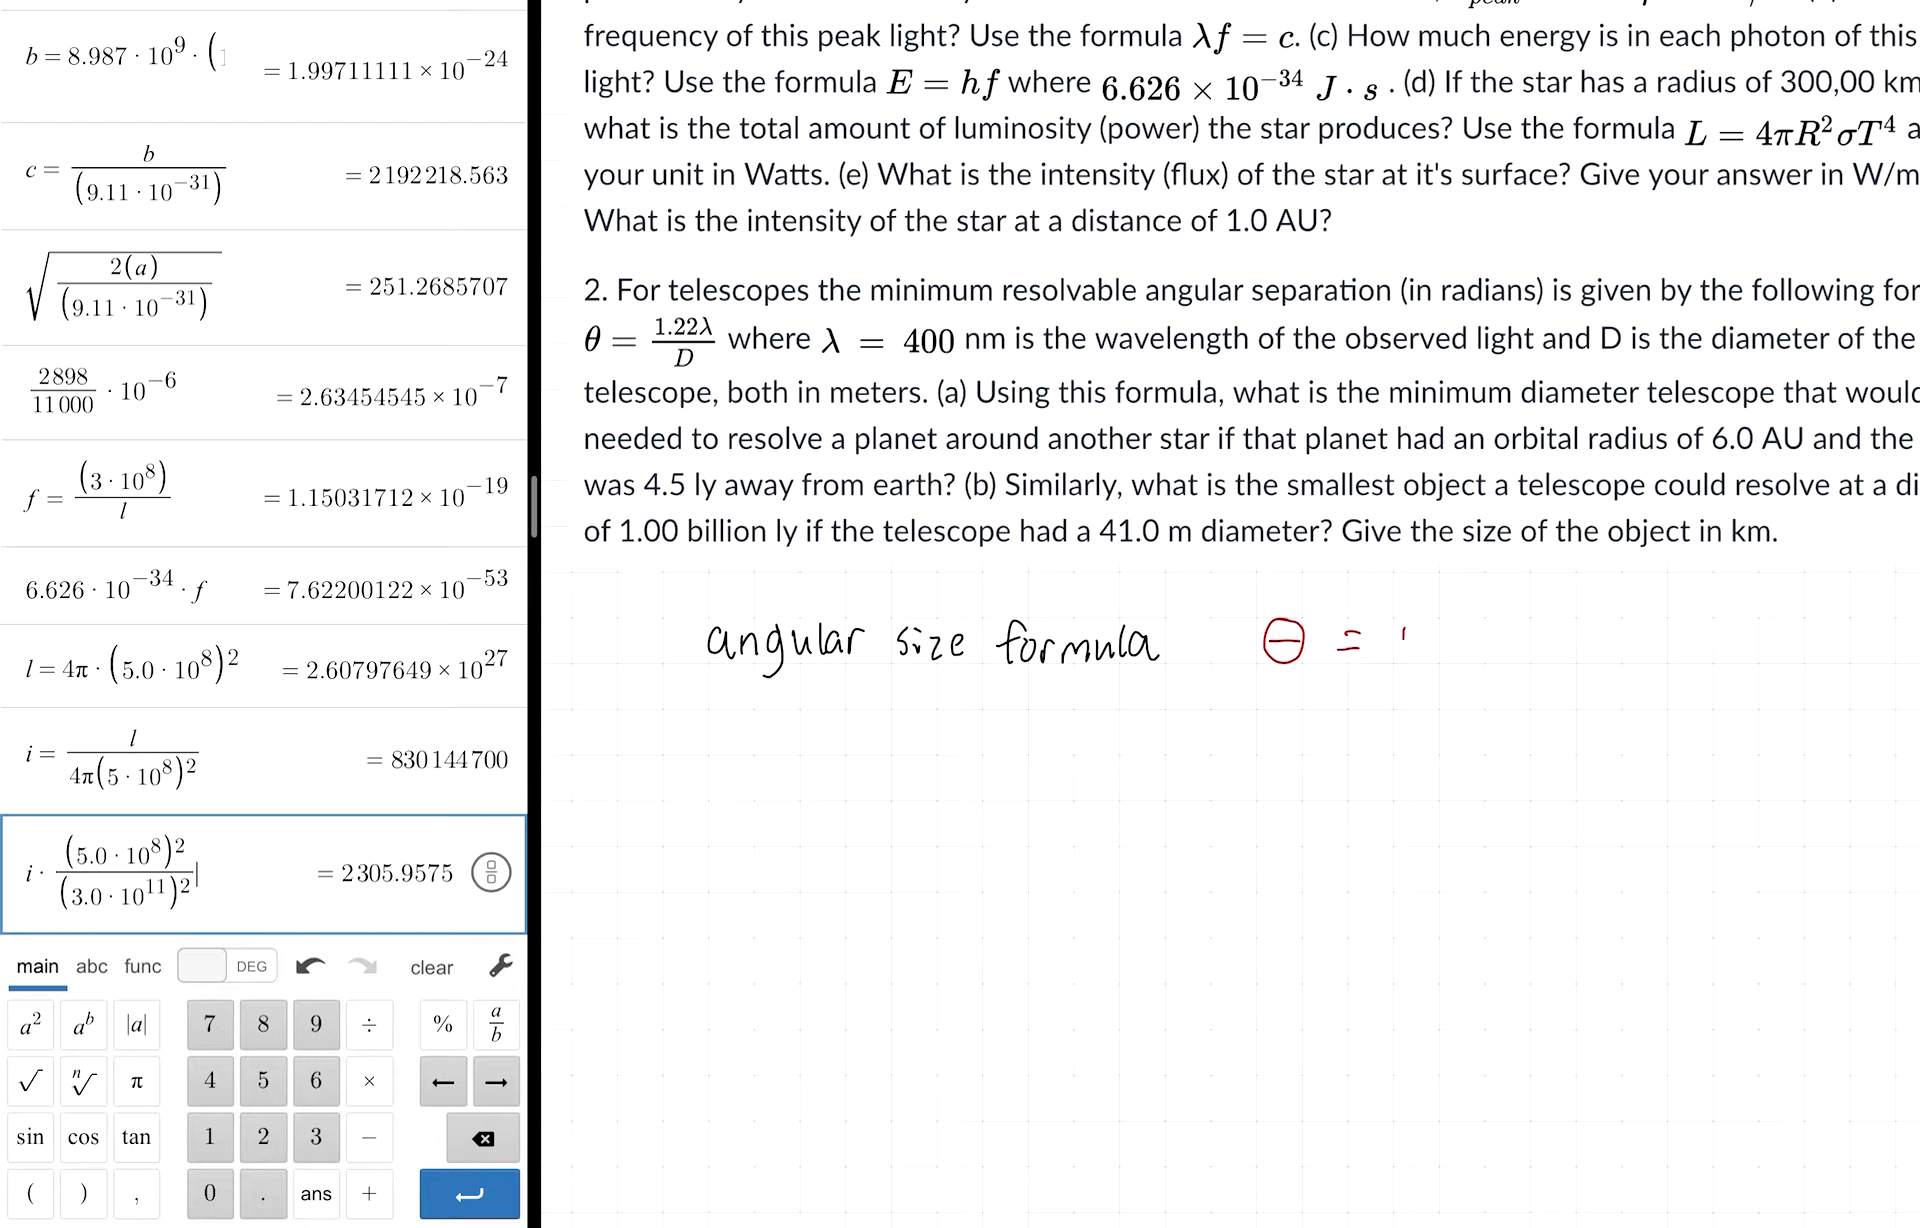 b = 8.987 · 10^9 · ( = 1.99711111 × 10^−24
c = b / (9.11 · 10^−31) = 2192218.563
√(2(a) / (9.11 · 10^−31)) = 251.2685707
2898 / 11000 · 10^−6 = 2.63454545 × 10^−7
f = (3 · 10^8) / l = 1.15031712 × 10^−19
6.626 · 10^−34 · f = 7.62200122 × 10^−53
l = 4π · (5.0 · 10^8)^2 = 2.60797649 × 10^27
i = l / 4π(5 · 10^8)^2 = 830144700
i · (5.0 · 10^8)^2 / (3.0 · 10^11)^2 = 2305.9575
main abc func DEG clear
a^2 a^b |a| 7 8 9 ÷ % a/b
√ n√ π 4 5 6 × ← →
sin cos tan 1 2 3 −
( ) , 0 . ans +
frequency of this peak light? Use the formula λf = c. (c) How much energy is in each photon of this
light? Use the formula E = hf where 6.626 × 10^−34 J · s . (d) If the star has a radius of 300,00 km
what is the total amount of luminosity (power) the star produces? Use the formula L = 4πR^2σT^4 a
your unit in Watts. (e) What is the intensity (flux) of the star at it's surface? Give your answer in W/m
What is the intensity of the star at a distance of 1.0 AU?
2. For telescopes the minimum resolvable angular separation (in radians) is given by the following for
θ = 1.22λ / D where λ = 400 nm is the wavelength of the observed light and D is the diameter of the
telescope, both in meters. (a) Using this formula, what is the minimum diameter telescope that would
needed to resolve a planet around another star if that planet had an orbital radius of 6.0 AU and the
was 4.5 ly away from earth? (b) Similarly, what is the smallest object a telescope could resolve at a di
of 1.00 billion ly if the telescope had a 41.0 m diameter? Give the size of the object in km.
angular size formula θ =